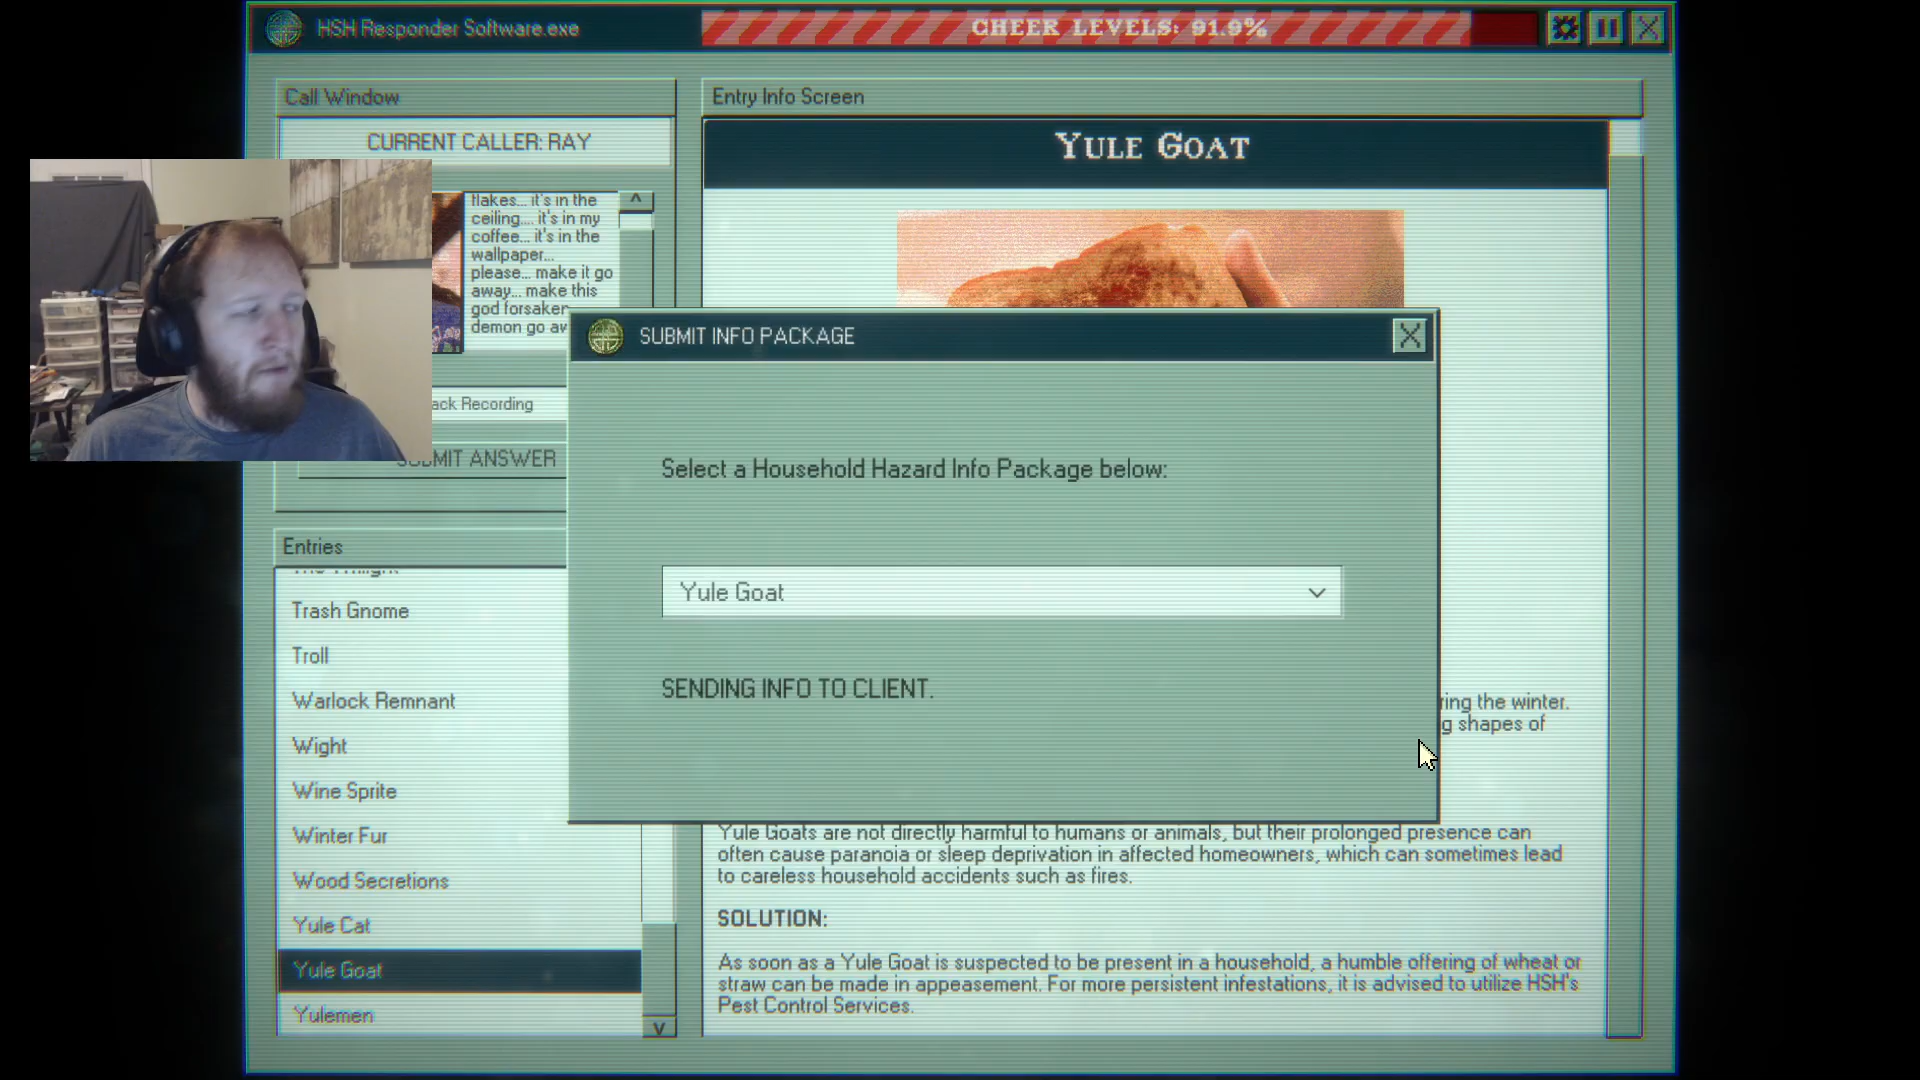 HSH Responder Software.exe
CHEER LEVELS: 91.9%
Call Window
CURRENT CALLER: RAY
flakes... it's in the
ceiling.... it's in my
coffee... it's in the
wallpaper...
please... make it go
away... make this
god forsaken
demon go aw
ack Recording
SUBMIT ANSWER
Entries
Trash Gnome
Troll
Warlock Remnant
Wight
Wine Sprite
Winter Fur
Wood Secretions
Yule Cat
Yule Goat
Yulemen
Entry Info Screen
YULE GOAT
SUBMIT INFO PACKAGE
Select a Household Hazard Info Package below:
Yule Goat
SENDING INFO TO CLIENT.
ring the winter.
g shapes of
Yule Goats are not directly harmful to humans or animals, but their prolonged presence can
often cause paranoia or sleep deprivation in affected homeowners, which can sometimes lead
to careless household accidents such as fires.
SOLUTION:
As soon as a Yule Goat is suspected to be present in a household, a humble offering of wheat or
straw can be made in appeasement. For more persistent infestations, it is advised to utilize HSH's
Pest Control Services.